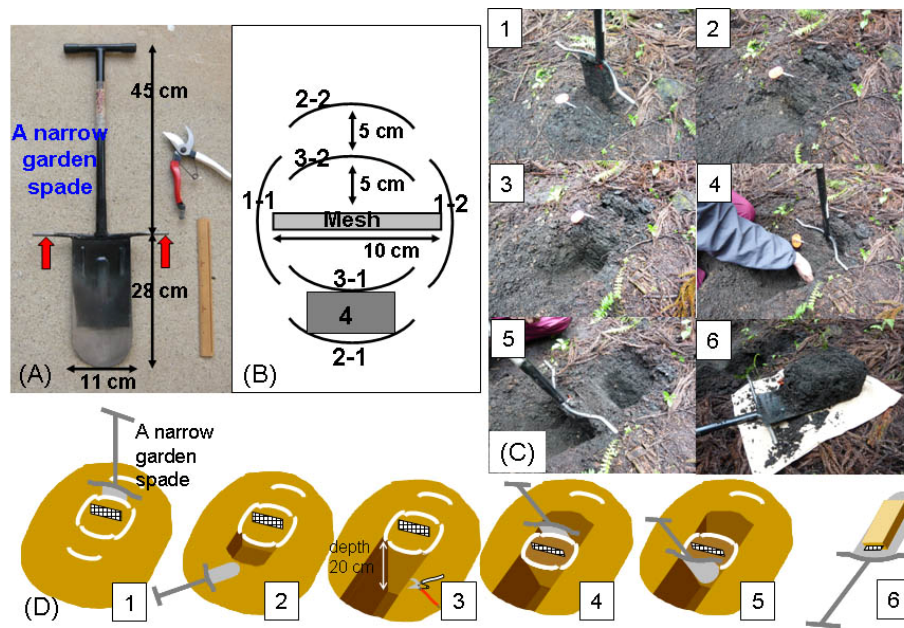 45 cm
A narrow
garden
spade
28 cm
11 cm
(A)
(B)
2-2
5 cm
3-2
5 cm
1-1
1-2
Mesh
10 cm
3-1
4
2-1
1
2
3
4
5
6
(C)
A narrow
garden
spade
depth
20 cm
(D)
1
2
3
4
5
6